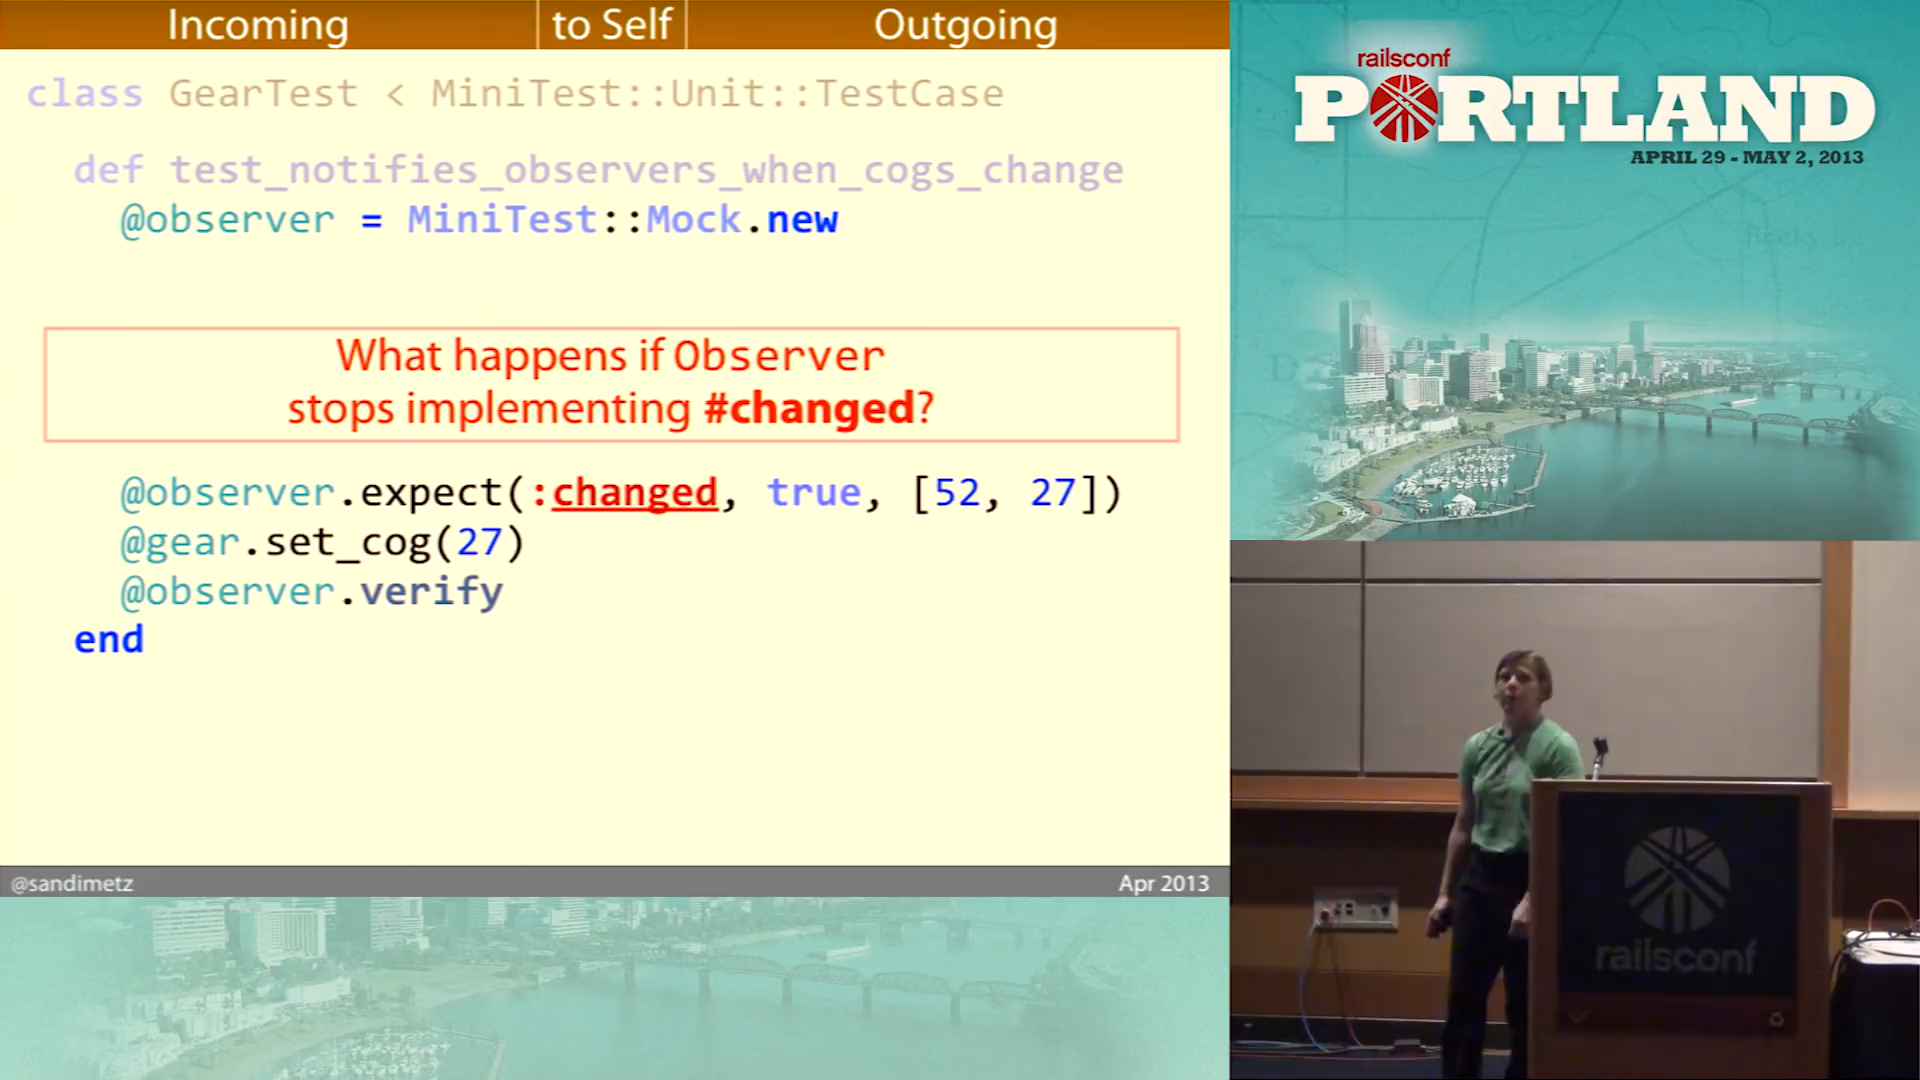 Incoming
to Self
Outgoing
class GearTest < MiniTest::Unit::TestCase
def test_notifies_observers_when_cogs_change
@observer = MiniTest::Mock.new
What happens if Observer
stops implementing #changed?
@observer.expect(:changed, true, [52, 27])
@gear.set_cog(27)
@observer.verify
end
@sandimetz
Apr 2013
railsconf
PORTLAND
APRIL 29 - MAY 2, 2013
railsconf